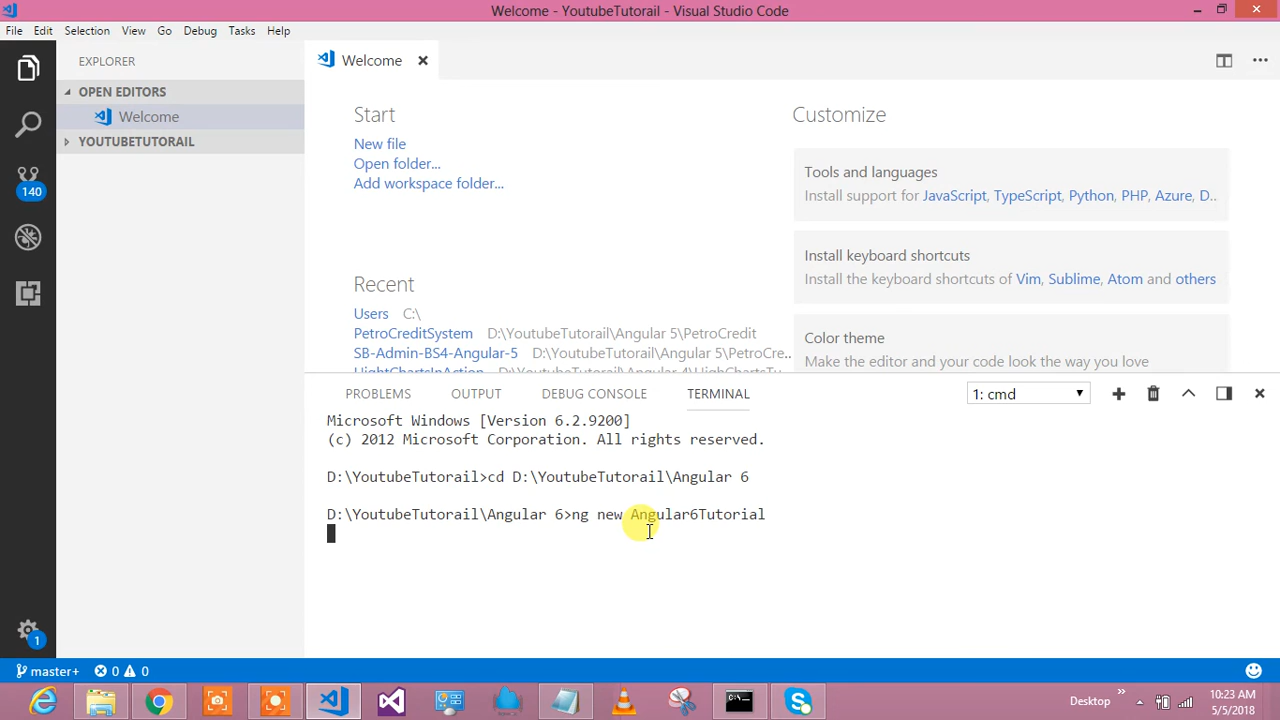 Welcome - YoutubeTutorail - Visual Studio Code
File Edit Selection View Go Debug Tasks Help
EXPLORER
OPEN EDITORS
Welcome
YOUTUBETUTORAIL
140
1
Welcome
Start
New file
Open folder...
Add workspace folder...
Recent
Users C:\
PetroCreditSystem D:\YoutubeTutorail\Angular 5\PetroCredit
SB-Admin-BS4-Angular-5 D:\YoutubeTutorail\Angular 5\PetroCre...
Customize
Tools and languages
Install support for JavaScript, TypeScript, Python, PHP, Azure, D..
Install keyboard shortcuts
Install the keyboard shortcuts of Vim, Sublime, Atom and others
Color theme
Make the editor and your code look the way you love
PROBLEMS OUTPUT DEBUG CONSOLE TERMINAL
1: cmd
Microsoft Windows [Version 6.2.9200]
(c) 2012 Microsoft Corporation. All rights reserved.
D:\YoutubeTutorail>cd D:\YoutubeTutorail\Angular 6
D:\YoutubeTutorail\Angular 6>ng new Angular6Tutorial
master+ 0 0
Desktop
10:23 AM
5/5/2018